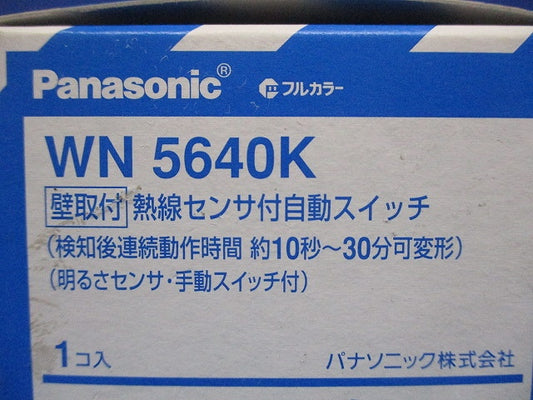 Panasonic® フルカラー
WN 5640K
壁取付 熱線センサ付自動スイッチ
(検知後連続動作時間 約10秒～30分可変形)
(明るさセンサ・手動スイッチ付)
1コ入 パナソニック株式会社